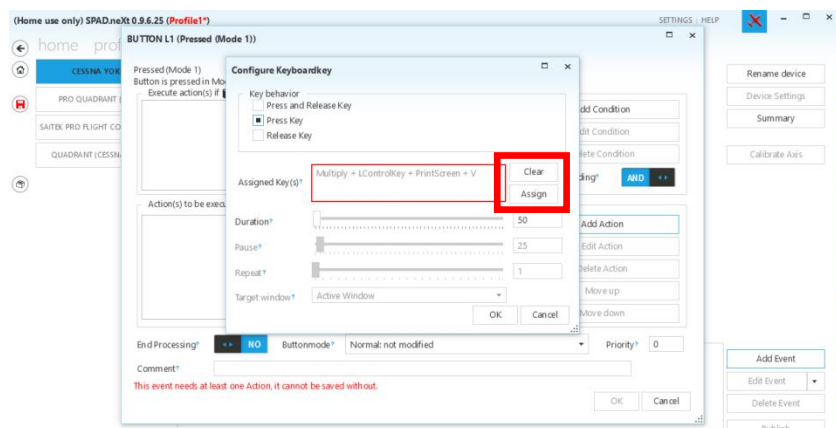 (Home use only) SPAD.neXt 0.9.6.25 (Profile1*)
SETTINGS | HELP
home prof
CESSNA YOK
PRO QUADRANT (
SAITEK PRO FLIGHT CO
QUADRANT (CESSN
BUTTON L1 (Pressed (Mode 1))
Pressed (Mode 1)
Button is pressed in Mo
Execute action(s) if
Configure Keyboardkey
Key behavior
Press and Release Key
Press Key
Release Key
Assigned Key(s)?
Multiply + LControlKey + PrintScreen + V
Clear
Assign
Duration?
50
Pause?
25
Repeat?
1
Target window?
Active Window
OK
Cancel
dd Condition
dit Condition
lete Condition
ding?
AND
Action(s) to be execu
Add Action
Edit Action
Delete Action
Move up
Move down
End Processing?
NO
Buttonmode?
Normal: not modified
Priority?
0
Comment?
This event needs at least one Action, it cannot be saved without.
OK
Cancel
Rename device
Device Settings
Summary
Calibrate Axis
Add Event
Edit Event
Delete Event
Publish